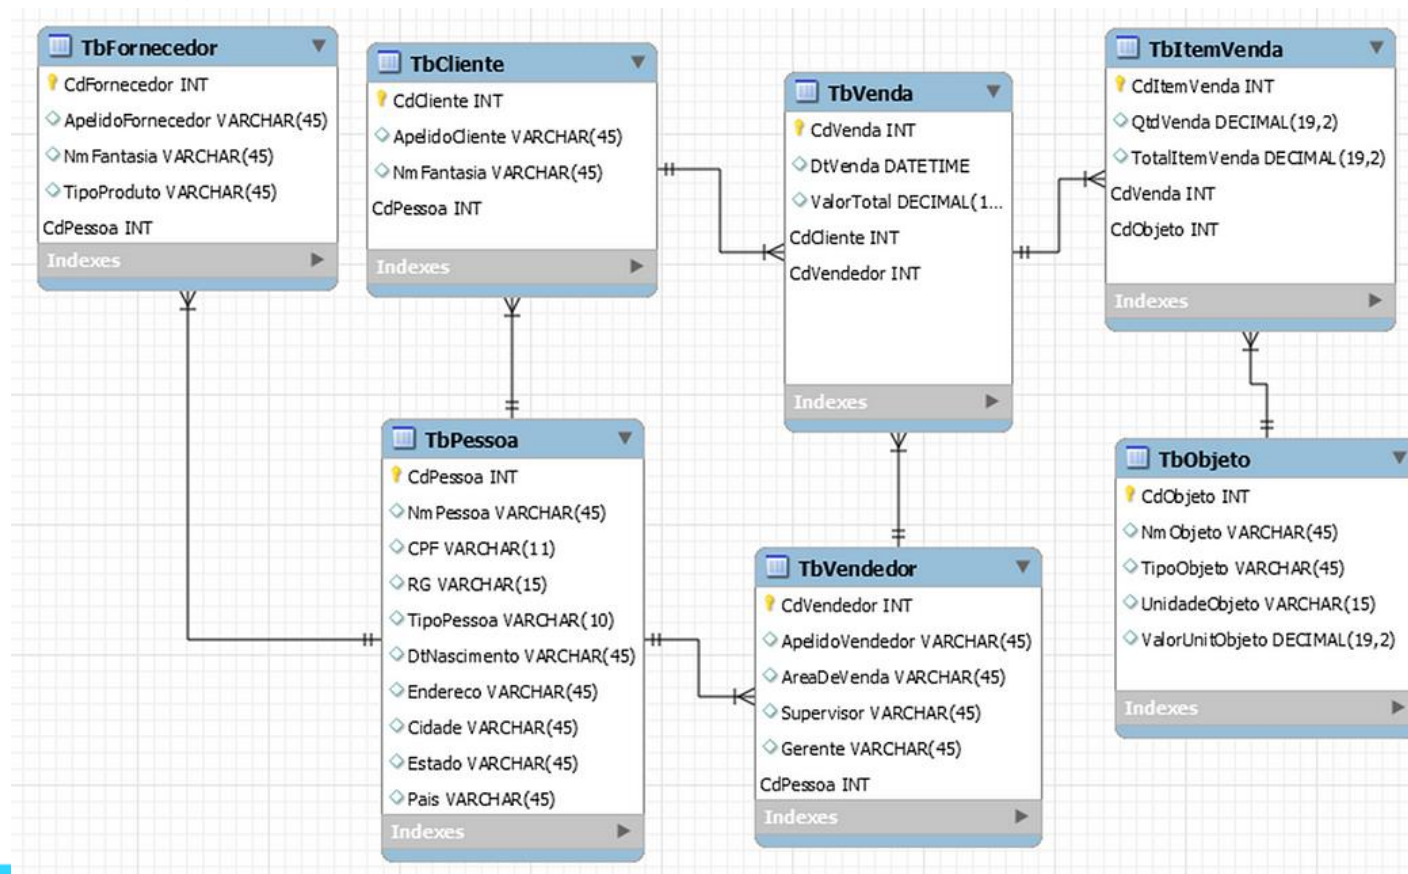 TbFornecedor
CdFornecedor INT
ApelidoFornecedor VARCHAR(45)
NmFantasia VARCHAR(45)
TipoProduto VARCHAR(45)
CdPessoa INT
Indexes
TbCliente
CdCliente INT
ApelidoCliente VARCHAR(45)
NmFantasia VARCHAR(45)
CdPessoa INT
Indexes
TbVenda
CdVenda INT
DtVenda DATETIME
ValorTotal DECIMAL(1...
CdCliente INT
CdVendedor INT
Indexes
TbItemVenda
CdItemVenda INT
QtdVenda DECIMAL(19,2)
TotalItemVenda DECIMAL(19,2)
CdVenda INT
CdObjeto INT
Indexes
TbPessoa
CdPessoa INT
NmPessoa VARCHAR(45)
CPF VARCHAR(11)
RG VARCHAR(15)
TipoPessoa VARCHAR(10)
DtNascimento VARCHAR(45)
Endereco VARCHAR(45)
Cidade VARCHAR(45)
Estado VARCHAR(45)
Pais VARCHAR(45)
Indexes
TbVendedor
CdVendedor INT
ApelidoVendedor VARCHAR(45)
AreaDeVenda VARCHAR(45)
Supervisor VARCHAR(45)
Gerente VARCHAR(45)
CdPessoa INT
Indexes
TbObjeto
CdObjeto INT
NmObjeto VARCHAR(45)
TipoObjeto VARCHAR(45)
UnidadeObjeto VARCHAR(15)
ValorUnitObjeto DECIMAL(19,2)
Indexes